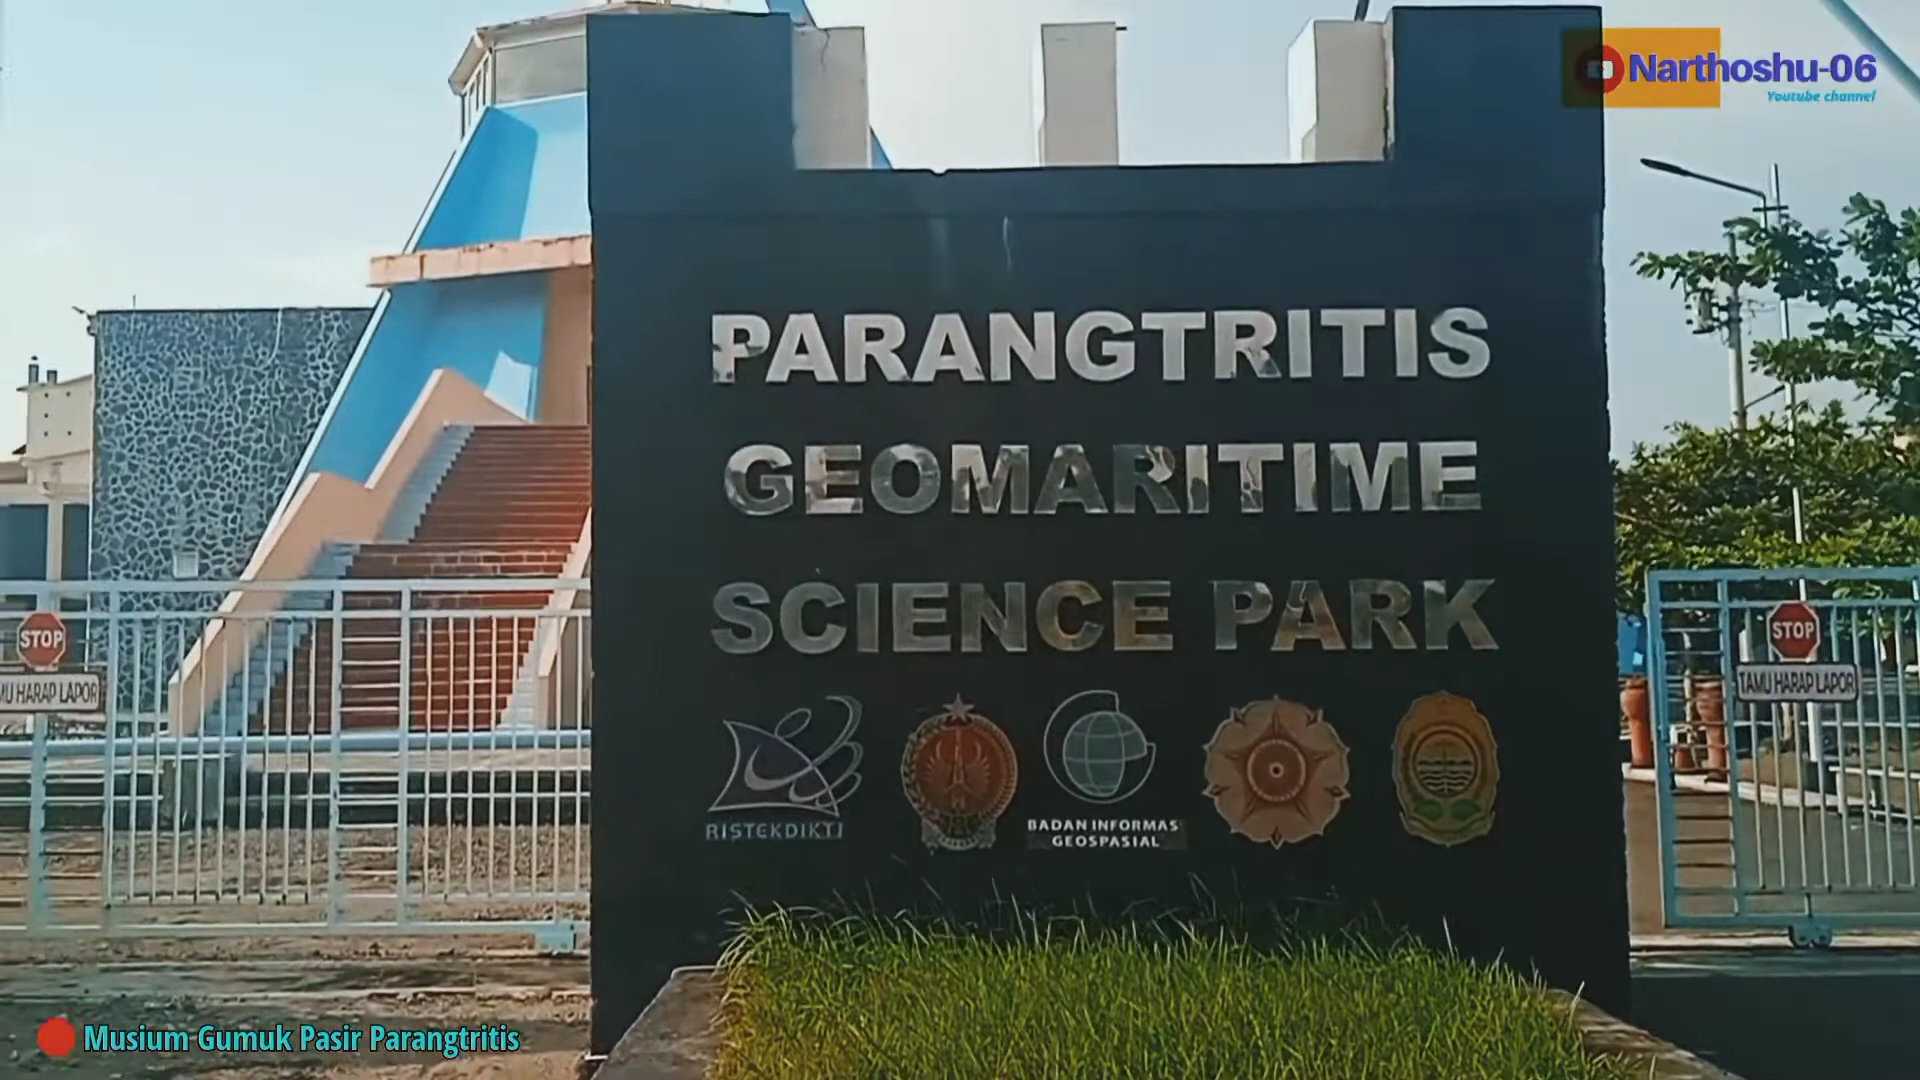 Narthoshu-06
Youtube channel
PARANGTRITIS
GEOMARITIME
SCIENCE PARK
RISTEKDIKTI
BADAN INFORMAS
GEOSPASIAL
STOP
MU HARAP LAPOR
STOP
TAMU HARAP LAPOR
Musium Gumuk Pasir Parangtritis